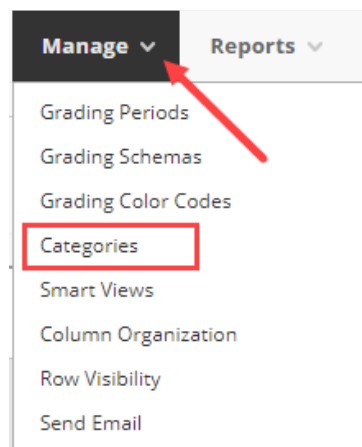 Manage Reports
Grading Periods
Grading Schemas
Grading Color Codes
Categories
Smart Views
Column Organization
Row Visibility
Send Email